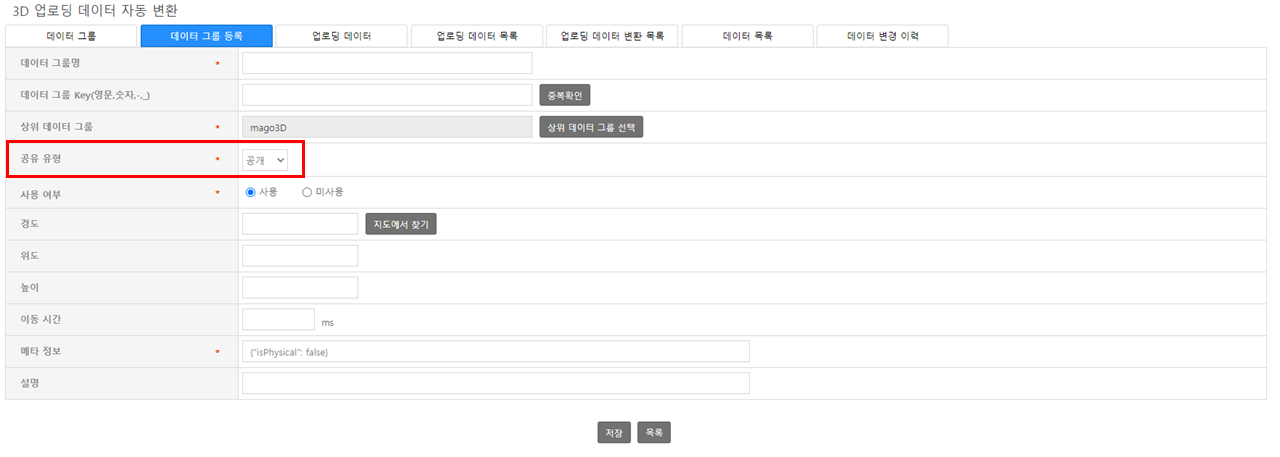 3D 업로딩 데이터 자동 변환
데이터 그룹 데이터 그룹 등록 업로딩 데이터 업로딩 데이터 목록 업로딩 데이터 변환 목록 데이터 목록 데이터 변경 이력
데이터 그룹명 *
데이터 그룹 Key(영문,숫자,-,_) 중복확인
상위 데이터 그룹 * mago3D 상위 데이터 그룹 선택
공유 유형 * 공개
사용 여부 * 사용 미사용
경도 지도에서 찾기
위도
높이
이동 시간 ms
메타 정보 * {"isPhysical": false}
설명
저장 목록